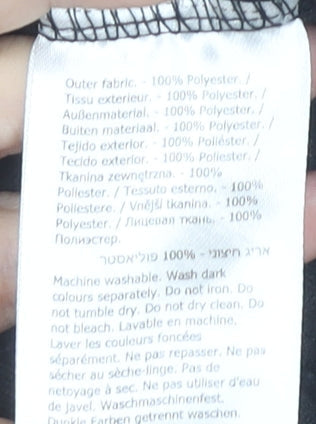 Outer fabric. - 100% Polyester. /
Tissu exterieur. - 100% Polyester. /
Außenmaterial. - 100% Polyester. /
Buiten materiaal. - 100% Polyester. /
Tejido exterior. - 100% Poliéster. /
Tecido exterior. - 100% Poliester. /
Tkanina zewnętrzna. - 100%
Poliester. / Tessuto esterno. - 100%
Poliestere. / Vnější tkanina. - 100%
Polyester. / Лицевая ткань. - 100%
Полиэстер.
אריג חיצוני - 100% פוליאסטר
Machine washable. Wash dark
colours separately. Do not iron. Do
not tumble dry. Do not dry clean. Do
not bleach. Lavable en machine.
Laver les couleurs foncées
séparément. Ne pas repasser. Ne pas
sécher au sèche-linge. Pas de
netoyage à sec. Ne pas utiliser d'eau
de javel. Waschmaschinenfest.
Dunkle Farben getrennt waschen.